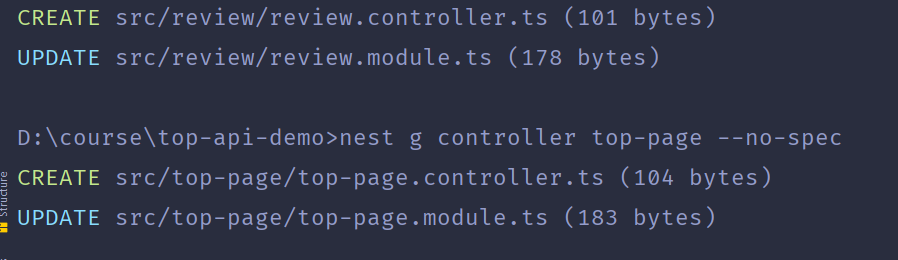 CREATE src/review/review.controller.ts (101 bytes)
UPDATE src/review/review.module.ts (178 bytes)
D:\course\top-api-demo>nest g controller top-page --no-spec
CREATE src/top-page/top-page.controller.ts (104 bytes)
UPDATE src/top-page/top-page.module.ts (183 bytes)
Structure